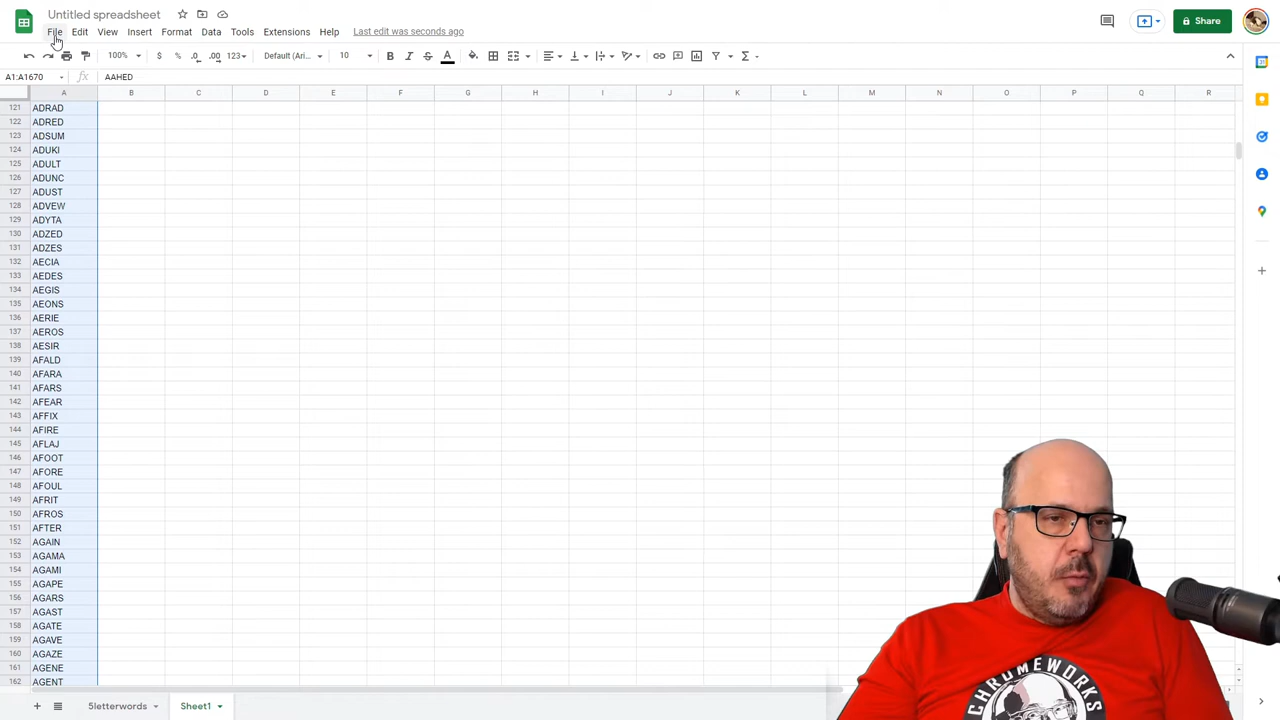 Untitled spreadsheet
File Edit View Insert Format Data Tools Extensions Help Last edit was seconds ago
Share
100% $ % .0 .00 123 Default (Ari... 10
A1:A1670 fx AAHED
A B C D E F G H I J K L M N O P Q R
121 ADRAD
122 ADRED
123 ADSUM
124 ADUKI
125 ADULT
126 ADUNC
127 ADUST
128 ADVEW
129 ADYTA
130 ADZED
131 ADZES
132 AECIA
133 AEDES
134 AEGIS
135 AEONS
136 AERIE
137 AEROS
138 AESIR
139 AFALD
140 AFARA
141 AFARS
142 AFEAR
143 AFFIX
144 AFIRE
145 AFLAJ
146 AFOOT
147 AFORE
148 AFOUL
149 AFRIT
150 AFROS
151 AFTER
152 AGAIN
153 AGAMA
154 AGAMI
155 AGAPE
156 AGARS
157 AGAST
158 AGATE
159 AGAVE
160 AGAZE
161 AGENE
162 AGENT
5letterwords Sheet1
CHROMEWORKS